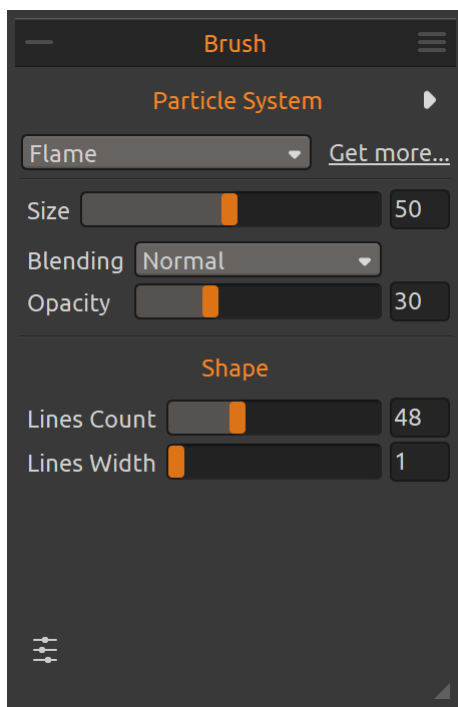 Brush
Particle System
Flame Get more...
Size 50
Blending Normal
Opacity 30
Shape
Lines Count 48
Lines Width 1